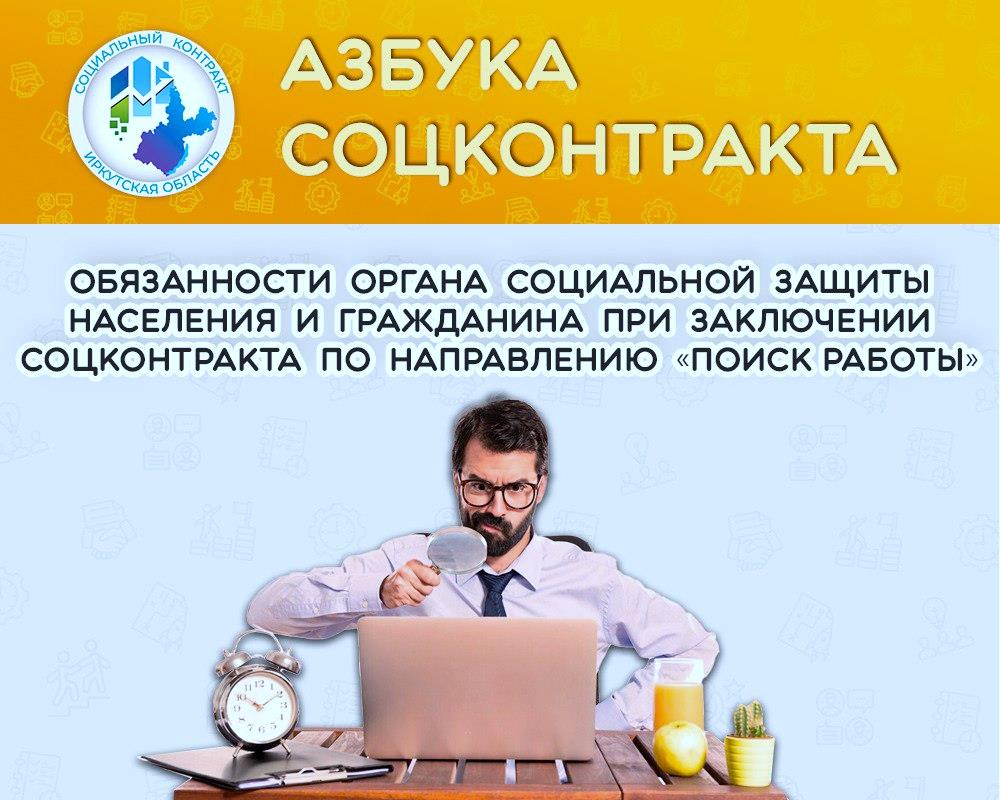 СОЦИАЛЬНЫЙ КОНТРАКТ
ИРКУТСКАЯ ОБЛАСТЬ
АЗБУКА
СОЦКОНТРАКТА
ОБЯЗАННОСТИ ОРГАНА СОЦИАЛЬНОЙ ЗАЩИТЫ
НАСЕЛЕНИЯ И ГРАЖДАНИНА ПРИ ЗАКЛЮЧЕНИИ
СОЦКОНТРАКТА ПО НАПРАВЛЕНИЮ «ПОИСК РАБОТЫ»